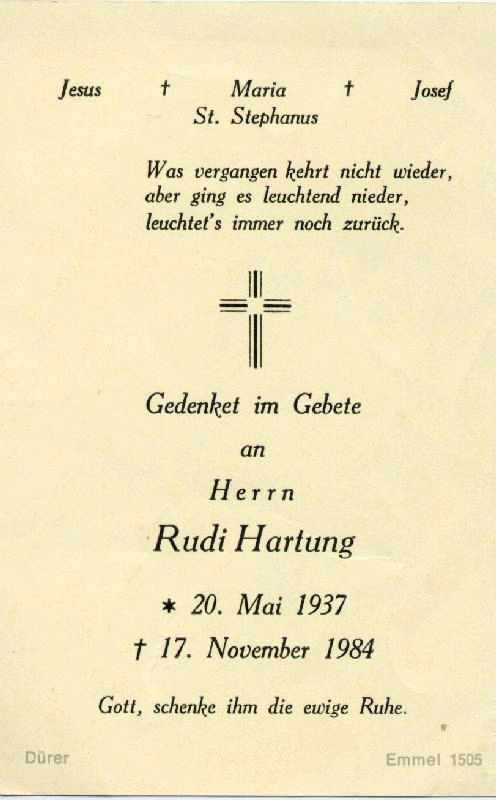 Jesus † Maria † Josef
St. Stephanus
Was vergangen kehrt nicht wieder,
aber ging es leuchtend nieder,
leuchtet's immer noch zurück.
Gedenket im Gebete
an
Herrn
Rudi Hartung
* 20. Mai 1937
† 17. November 1984
Gott, schenke ihm die ewige Ruhe.
Dürer Emmel 1505